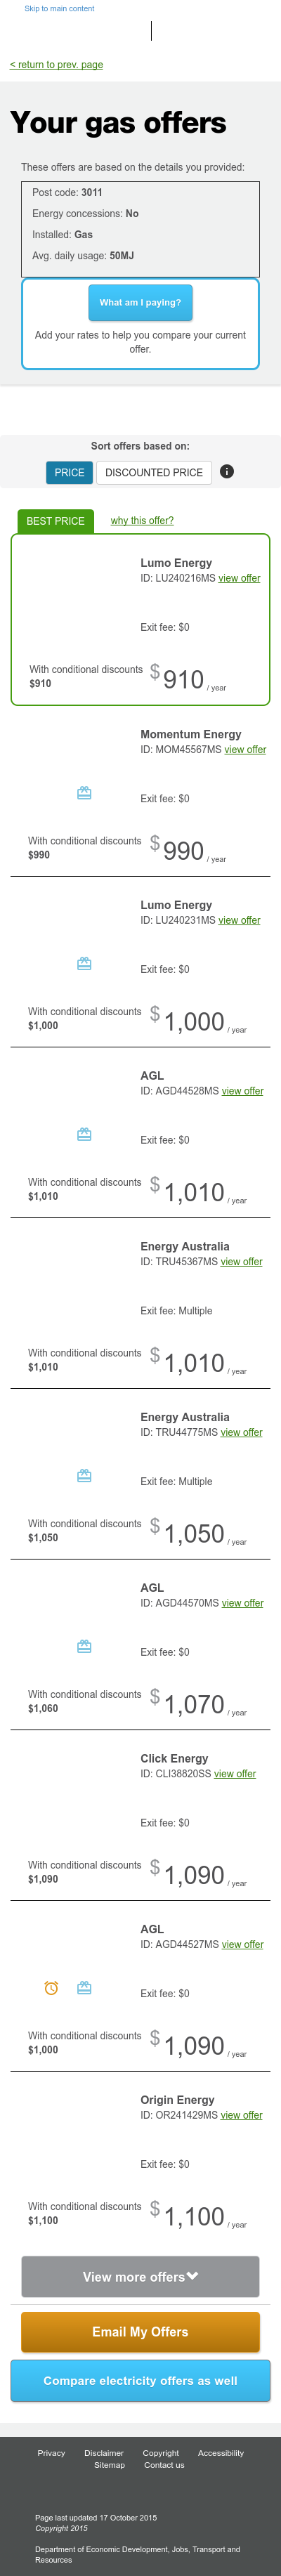 Skip to main content
< return to prev. page
Your gas offers
These offers are based on the details you provided:
Post code: 3011
Energy concessions: No
Installed: Gas
Avg. daily usage: 50MJ
What am I paying?
Add your rates to help you compare your current
offer.
Sort offers based on:
PRICE DISCOUNTED PRICE
BEST PRICE why this offer?
Lumo Energy
ID: LU240216MS view offer
Exit fee: $0
With conditional discounts
$910
$ 910 / year
Momentum Energy
ID: MOM45567MS view offer
Exit fee: $0
With conditional discounts
$990
$ 990 / year
Lumo Energy
ID: LU240231MS view offer
Exit fee: $0
With conditional discounts
$1,000
$ 1,000 / year
AGL
ID: AGD44528MS view offer
Exit fee: $0
With conditional discounts
$1,010
$ 1,010 / year
Energy Australia
ID: TRU45367MS view offer
Exit fee: Multiple
With conditional discounts
$1,010
$ 1,010 / year
Energy Australia
ID: TRU44775MS view offer
Exit fee: Multiple
With conditional discounts
$1,050
$ 1,050 / year
AGL
ID: AGD44570MS view offer
Exit fee: $0
With conditional discounts
$1,060
$ 1,070 / year
Click Energy
ID: CLI38820SS view offer
Exit fee: $0
With conditional discounts
$1,090
$ 1,090 / year
AGL
ID: AGD44527MS view offer
Exit fee: $0
With conditional discounts
$1,000
$ 1,090 / year
Origin Energy
ID: OR241429MS view offer
Exit fee: $0
With conditional discounts
$1,100
$ 1,100 / year
View more offers
Email My Offers
Compare electricity offers as well
Privacy Disclaimer Copyright Accessibility
Sitemap Contact us
Page last updated 17 October 2015
Copyright 2015
Department of Economic Development, Jobs, Transport and
Resources